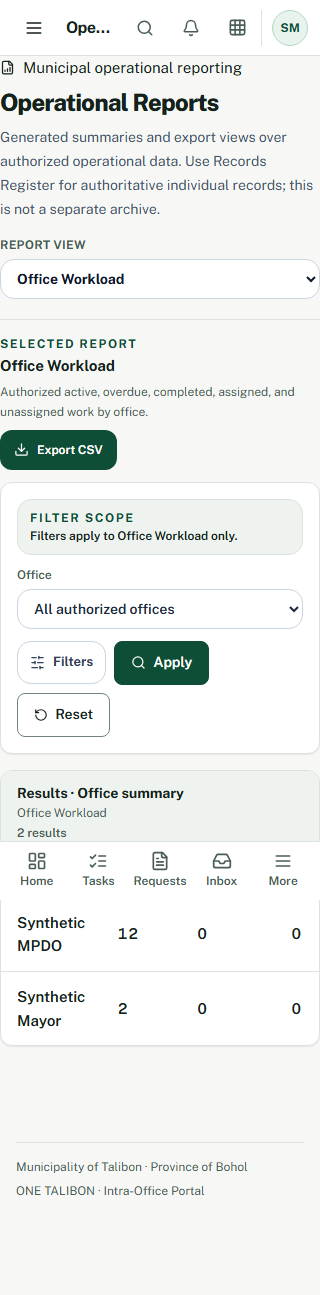 Ope...
SM
Municipal operational reporting
Operational Reports
Generated summaries and export views over
authorized operational data. Use Records
Register for authoritative individual records; this
is not a separate archive.
REPORT VIEW
Office Workload
SELECTED REPORT
Office Workload
Authorized active, overdue, completed, assigned, and
unassigned work by office.
Export CSV
FILTER SCOPE
Filters apply to Office Workload only.
Office
All authorized offices
Filters
Apply
Reset
Results · Office summary
Office Workload
2 results
Home Tasks Requests Inbox More
Synthetic
MPDO 12 0 0
Synthetic
Mayor 2 0 0
Municipality of Talibon · Province of Bohol
ONE TALIBON · Intra-Office Portal